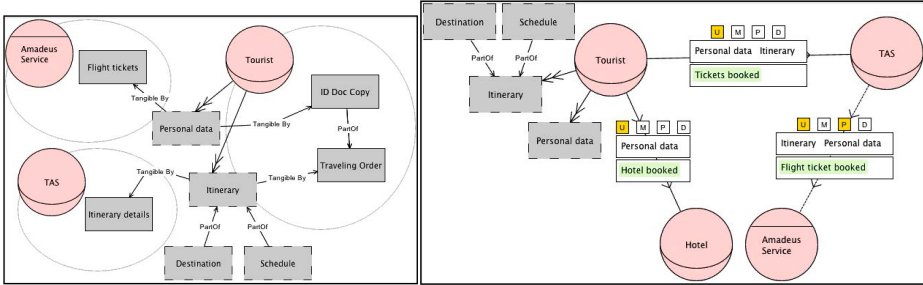 Amadeus
Service
Flight tickets
Tourist
Tangible By
ID Doc Copy
Personal data
Tangible By
PartOf
TAS
Tangible By
Itinerary
Tangible By
Traveling Order
Itinerary details
PartOf
PartOf
Destination
Schedule
Destination
Schedule
PartOf
PartOf
Itinerary
Personal data
Tourist
U M P D
Personal data Itinerary
Tickets booked
TAS
U M P D
Personal data
Hotel booked
U M P D
Itinerary Personal data
Flight ticket booked
Hotel
Amadeus
Service